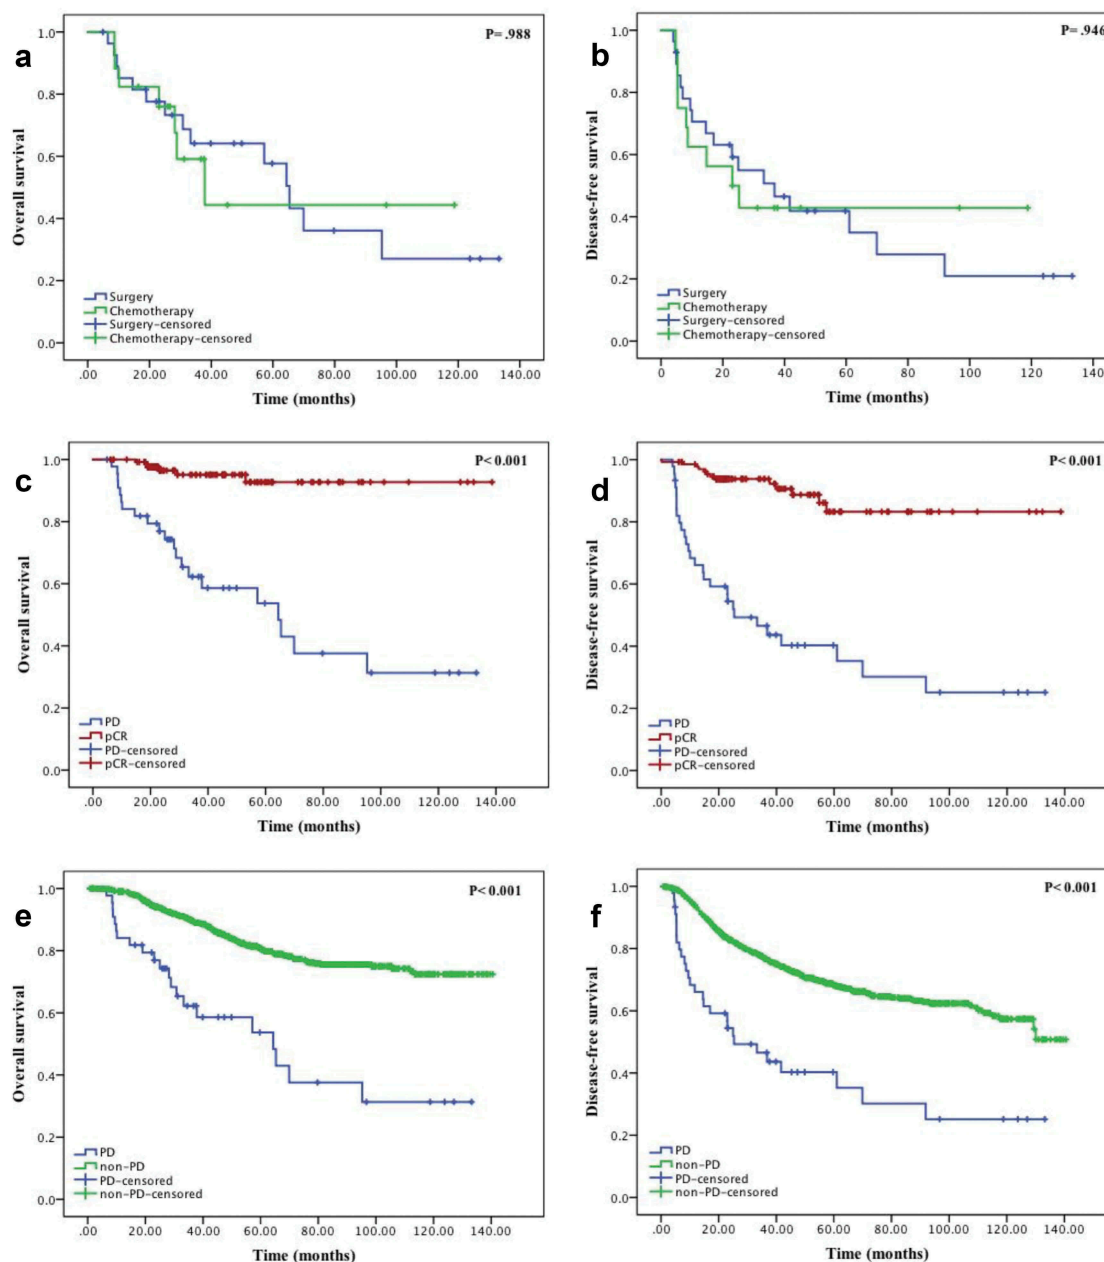 a
P= .988
Overall survival
1.0
0.8
0.6
0.4
0.2
0.0
Surgery
Chemotherapy
Surgery-censored
Chemotherapy-censored
.00 20.00 40.00 60.00 80.00 100.00 120.00 140.00
Time (months)
b
P= .946
Disease-free survival
1.0
0.8
0.6
0.4
0.2
0.0
Surgery
Chemotherapy
Surgery-censored
Chemotherapy-censored
0 20 40 60 80 100 120 140
Time (months)
c
P< 0.001
Overall survival
1.0
0.8
0.6
0.4
0.2
0.0
PD
pCR
PD-censored
pCR-censored
.00 20.00 40.00 60.00 80.00 100.00 120.00 140.00
Time (months)
d
P< 0.001
Disease-free survival
1.0
0.8
0.6
0.4
0.2
0.0
PD
pCR
PD-censored
pCR-censored
.00 20.00 40.00 60.00 80.00 100.00 120.00 140.00
Time (months)
e
P< 0.001
Overall survival
1.0
0.8
0.6
0.4
0.2
0.0
PD
non-PD
PD-censored
non-PD-censored
.00 20.00 40.00 60.00 80.00 100.00 120.00 140.00
Time (months)
f
P< 0.001
Disease-free survival
1.0
0.8
0.6
0.4
0.2
0.0
PD
non-PD
PD-censored
non-PD-censored
.00 20.00 40.00 60.00 80.00 100.00 120.00 140.00
Time (months)